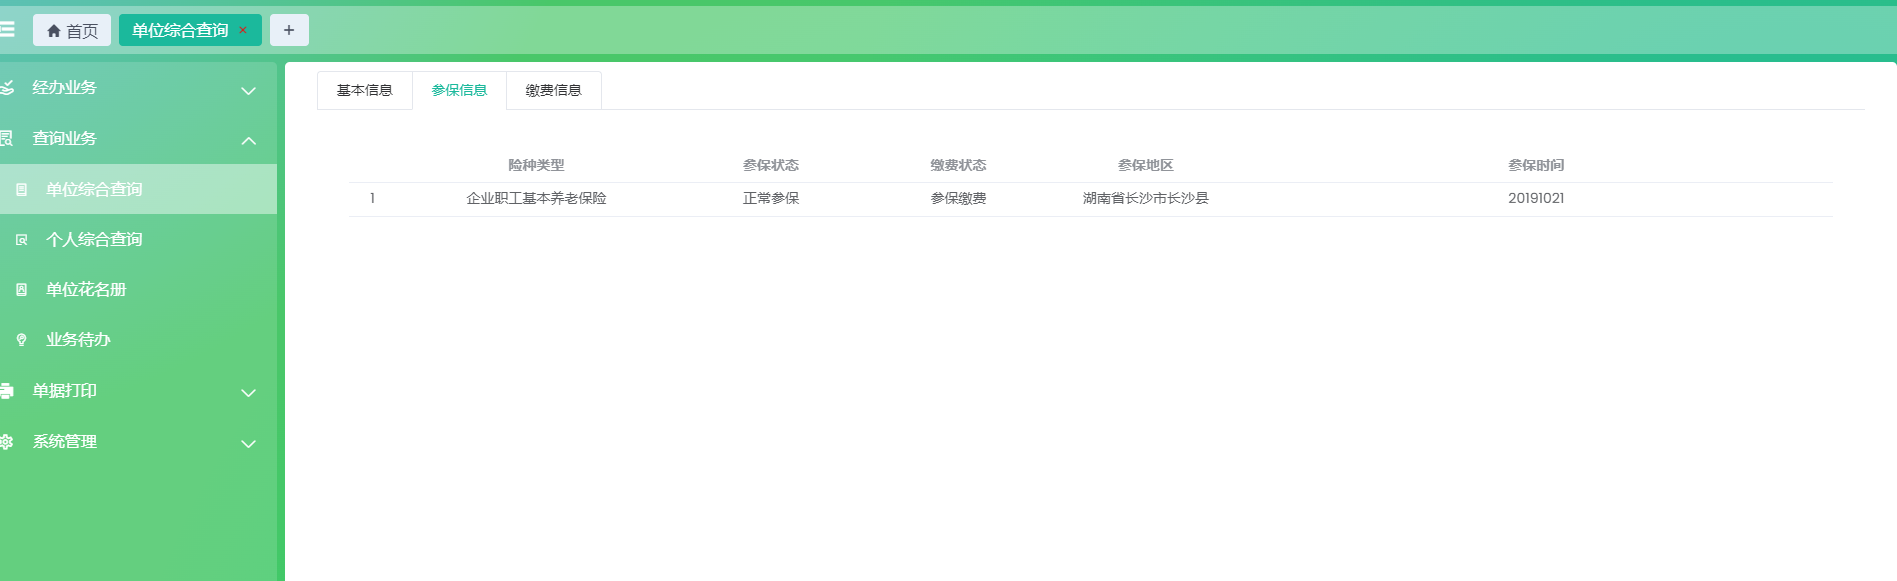 首页 单位综合查询 × +
经办业务
查询业务
单位综合查询
个人综合查询
单位花名册
业务待办
单据打印
系统管理
基本信息 参保信息 缴费信息
险种类型 参保状态 缴费状态 参保地区 参保时间
1 企业职工基本养老保险 正常参保 参保缴费 湖南省长沙市长沙县 20191021